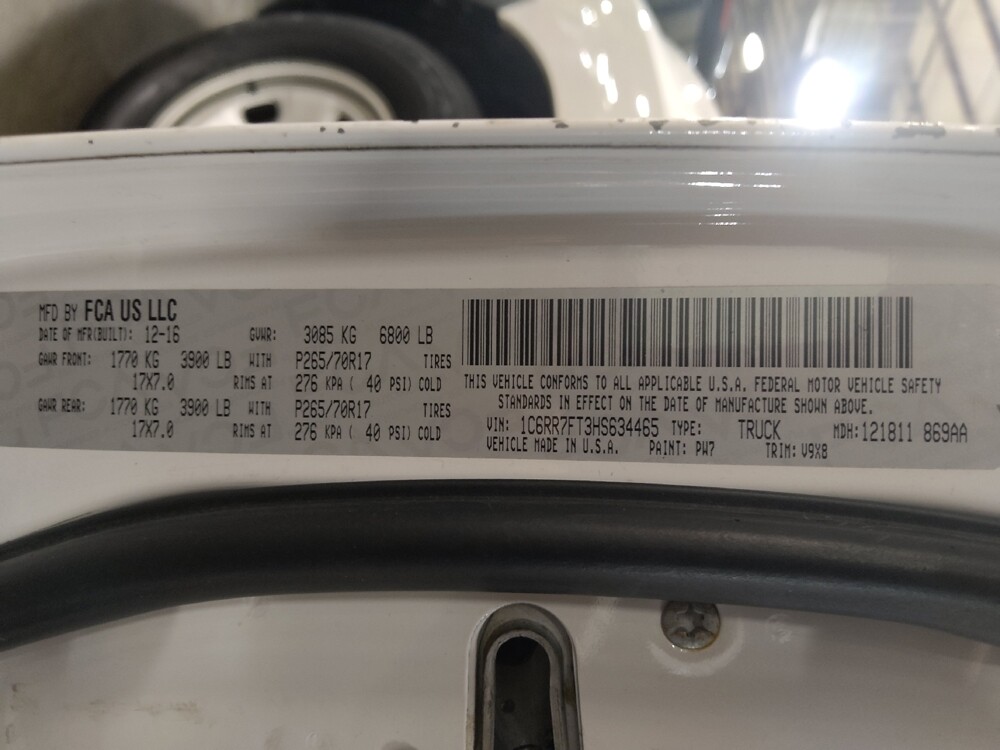 MFD BY FCA US LLC
DATE OF MFR(BUILT): 12-16 GVWR: 3085 KG 6800 LB
GAWR FRONT: 1770 KG 3900 LB WITH P265/70R17 TIRES
17X7.0 RIMS AT 276 KPA ( 40 PSI) COLD
GAWR REAR: 1770 KG 3900 LB WITH P265/70R17 TIRES
17X7.0 RIMS AT 276 KPA ( 40 PSI) COLD
THIS VEHICLE CONFORMS TO ALL APPLICABLE U.S.A. FEDERAL MOTOR VEHICLE SAFETY
STANDARDS IN EFFECT ON THE DATE OF MANUFACTURE SHOWN ABOVE.
VIN: 1C6RR7FT3HS634465 TYPE: TRUCK MDH:121811 869AA
VEHICLE MADE IN U.S.A. PAINT: PW7 TRIM: V9X8